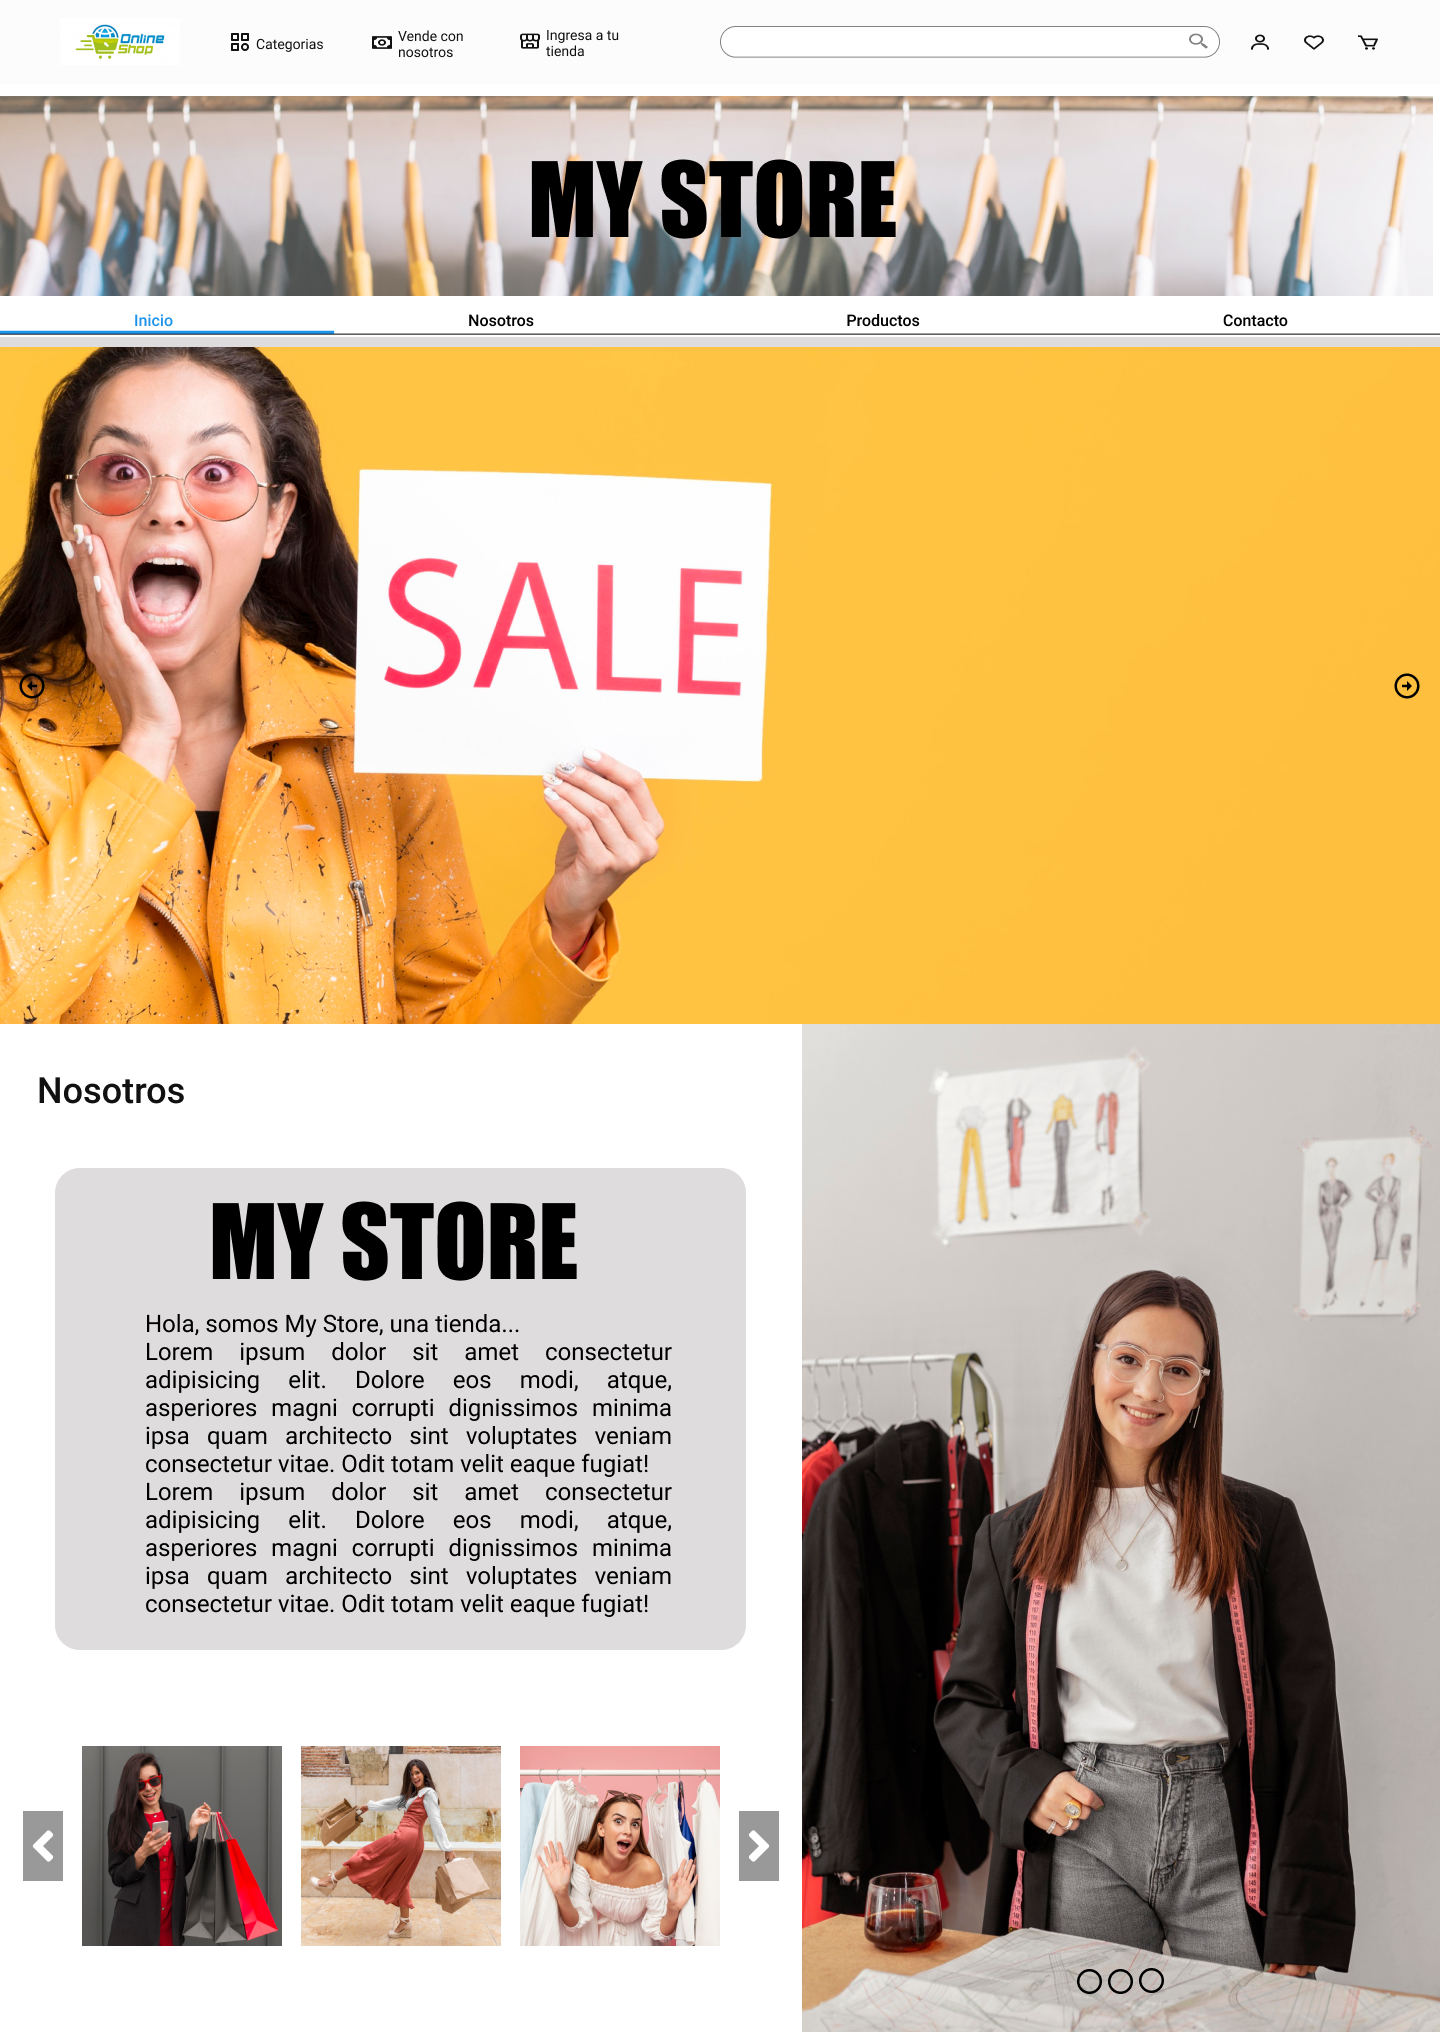 Online
Shop
Categorias
Vende con
nosotros
Ingresa a tu
tienda
MY STORE
Inicio
Nosotros
Productos
Contacto
SALE
Nosotros
MY STORE
Hola, somos My Store, una tienda...
Lorem ipsum dolor sit amet consectetur
adipisicing elit. Dolore eos modi, atque,
asperiores magni corrupti dignissimos minima
ipsa quam architecto sint voluptates veniam
consectetur vitae. Odit totam velit eaque fugiat!
Lorem ipsum dolor sit amet consectetur
adipisicing elit. Dolore eos modi, atque,
asperiores magni corrupti dignissimos minima
ipsa quam architecto sint voluptates veniam
consectetur vitae. Odit totam velit eaque fugiat!